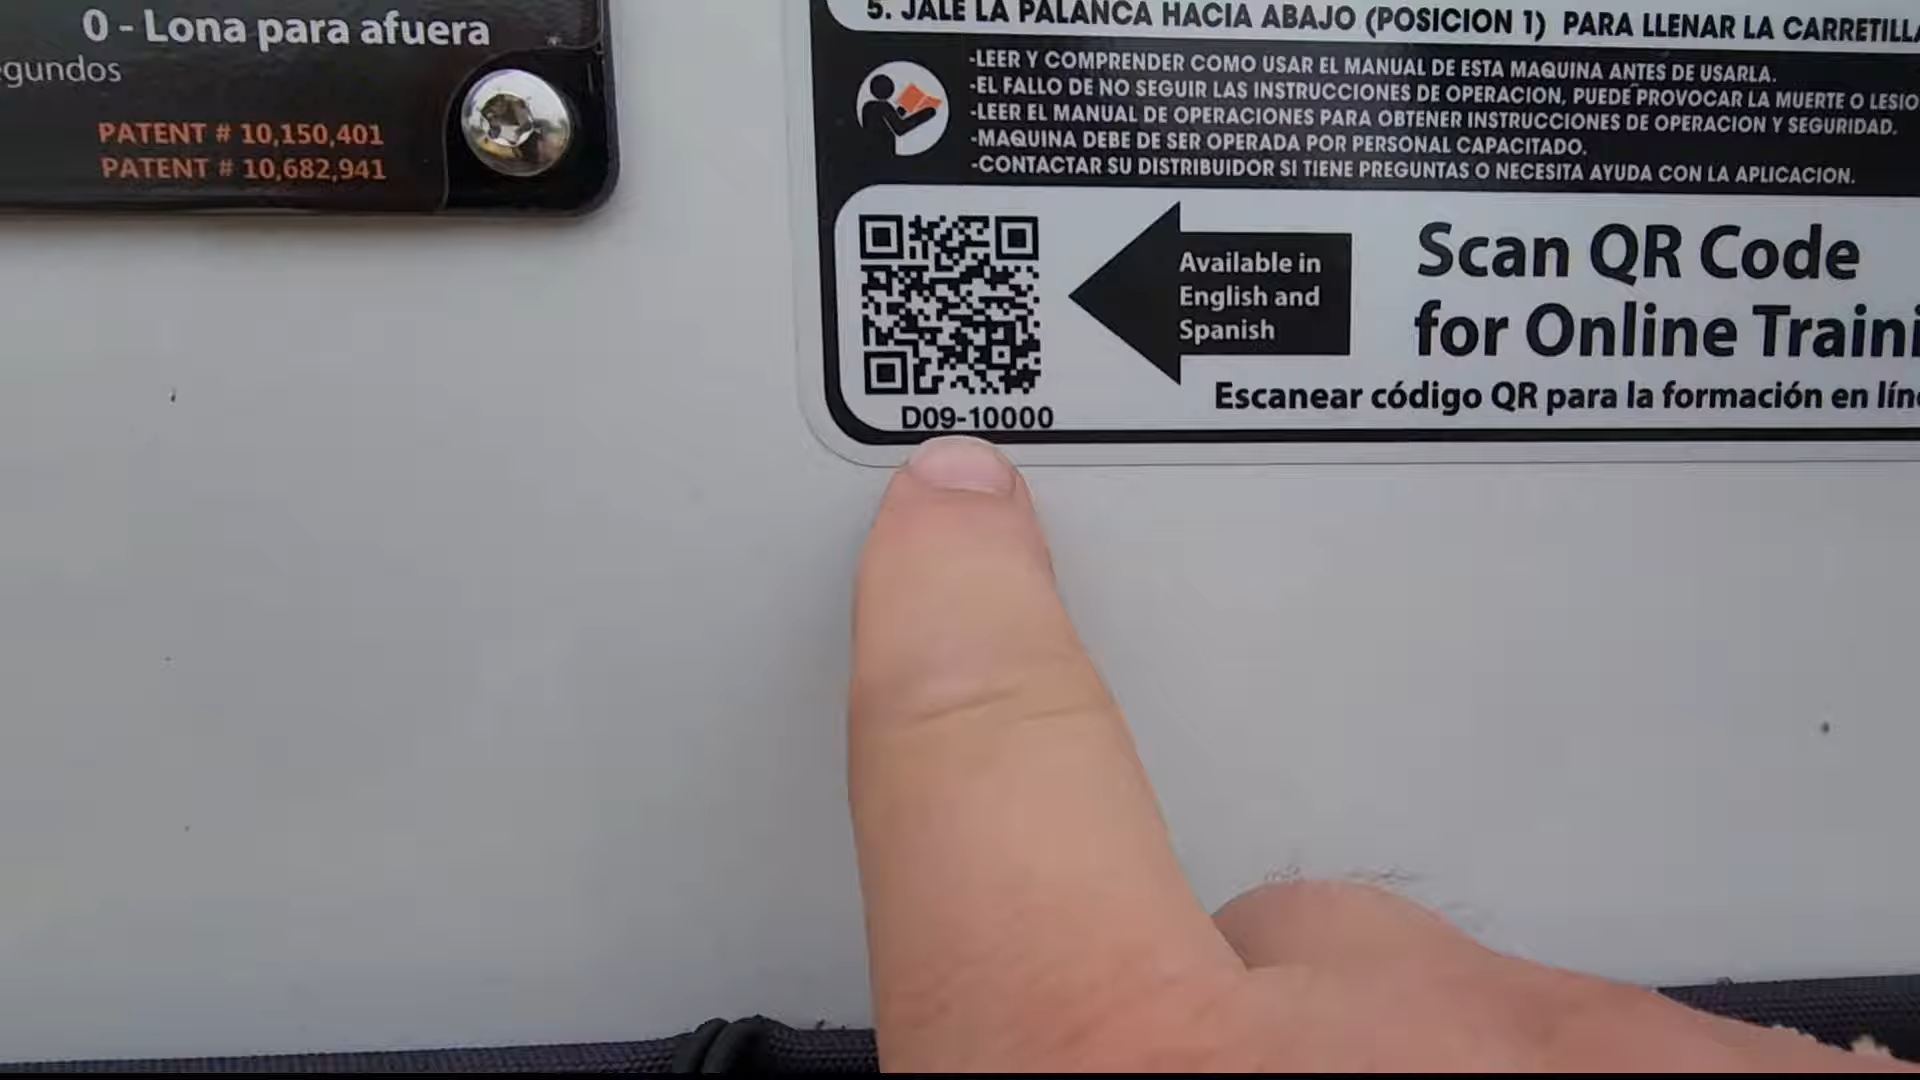 0 - Lona para afuera
egundos
PATENT # 10,150,401
PATENT # 10,682,941
5. JALE LA PALANCA HACIA ABAJO (POSICION 1) PARA LLENAR LA CARRETILLA
-LEER Y COMPRENDER COMO USAR EL MANUAL DE ESTA MAQUINA ANTES DE USARLA.
-EL FALLO DE NO SEGUIR LAS INSTRUCCIONES DE OPERACION, PUEDE PROVOCAR LA MUERTE O LESIO
-LEER EL MANUAL DE OPERACIONES PARA OBTENER INSTRUCCIONES DE OPERACION Y SEGURIDAD.
-MAQUINA DEBE DE SER OPERADA POR PERSONAL CAPACITADO.
-CONTACTAR SU DISTRIBUIDOR SI TIENE PREGUNTAS O NECESITA AYUDA CON LA APLICACION.
Available in
English and
Spanish
Scan QR Code
for Online Traini
Escanear código QR para la formación en lín
D09-10000